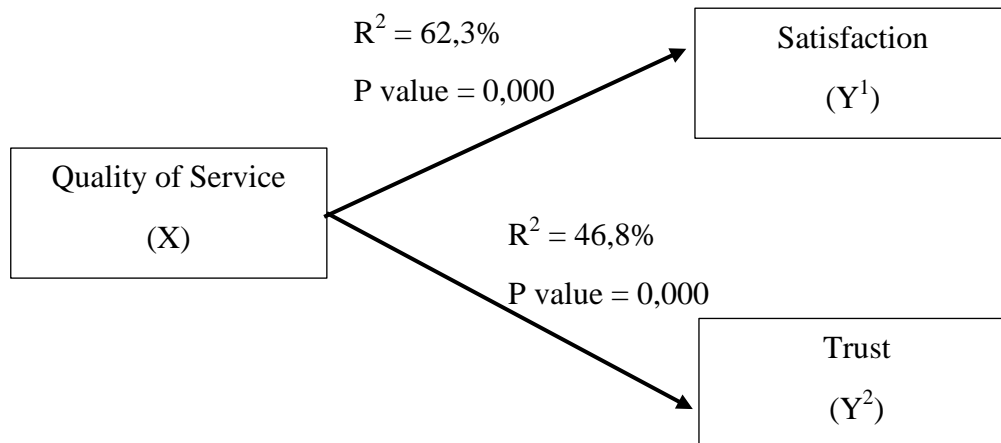 R² = 62,3%
P value = 0,000
Satisfaction
(Y¹)
Quality of Service
(X)
R² = 46,8%
P value = 0,000
Trust
(Y²)